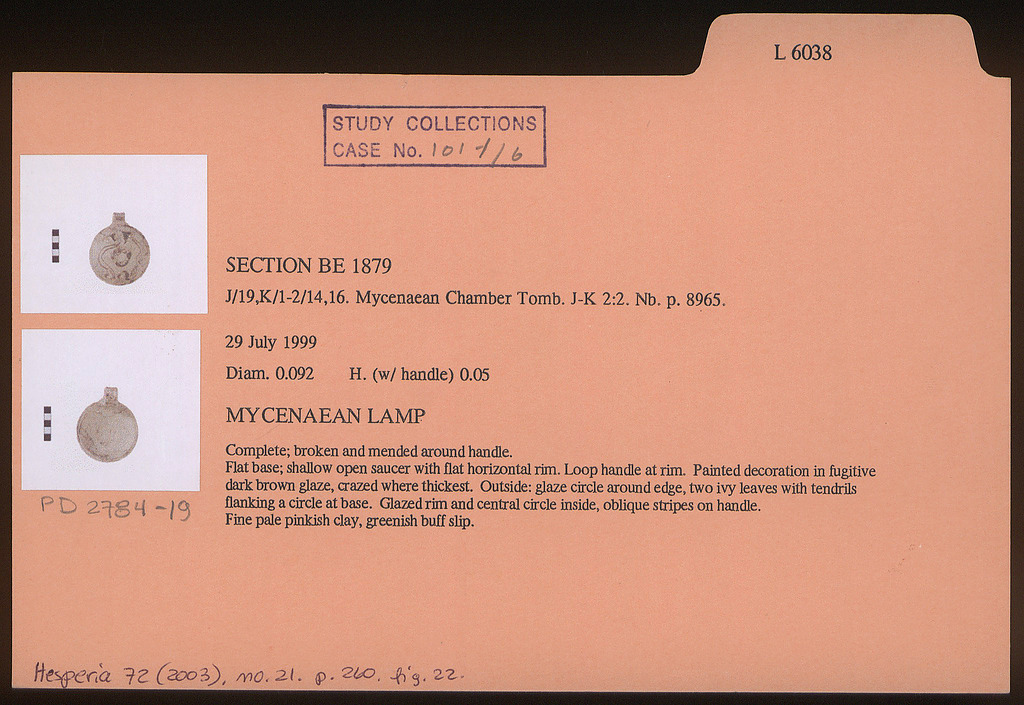 L 6038
STUDY COLLECTIONS
CASE No. 101 1/6
SECTION BE 1879
J/19,K/1-2/14,16. Mycenaean Chamber Tomb. J-K 2:2. Nb. p. 8965.
29 July 1999
Diam. 0.092 H. (w/ handle) 0.05
MYCENAEAN LAMP
Complete; broken and mended around handle.
Flat base; shallow open saucer with flat horizontal rim. Loop handle at rim. Painted decoration in fugitive
dark brown glaze, crazed where thickest. Outside: glaze circle around edge, two ivy leaves with tendrils
flanking a circle at base. Glazed rim and central circle inside, oblique stripes on handle.
Fine pale pinkish clay, greenish buff slip.
PD 2784-19
Hesperia 72 (2003), no. 21. p. 260. fig. 22.